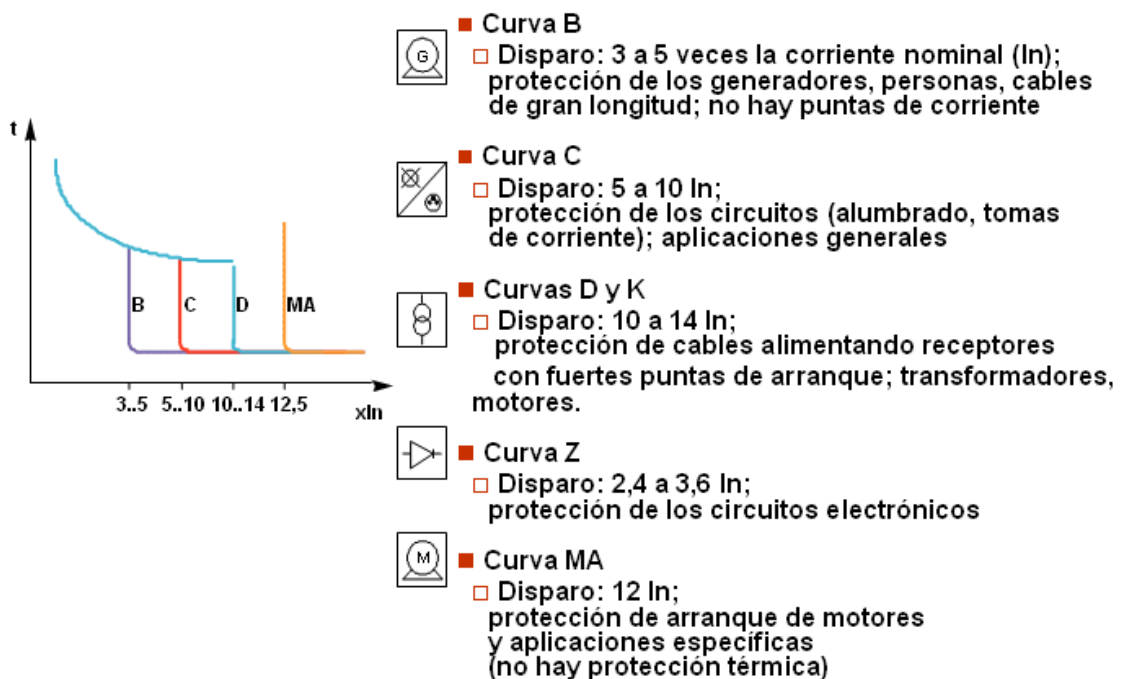 t
B
C
D
MA
3..5 5..10 10..14 12,5
xIn
G
Curva B
Disparo: 3 a 5 veces la corriente nominal (In);
protección de los generadores, personas, cables
de gran longitud; no hay puntas de corriente
Curva C
Disparo: 5 a 10 In;
protección de los circuitos (alumbrado, tomas
de corriente); aplicaciones generales
Curvas D y K
Disparo: 10 a 14 In;
protección de cables alimentando receptores
con fuertes puntas de arranque; transformadores,
motores.
Curva Z
Disparo: 2,4 a 3,6 In;
protección de los circuitos electrónicos
M
Curva MA
Disparo: 12 In;
protección de arranque de motores
y aplicaciones específicas
(no hay protección térmica)